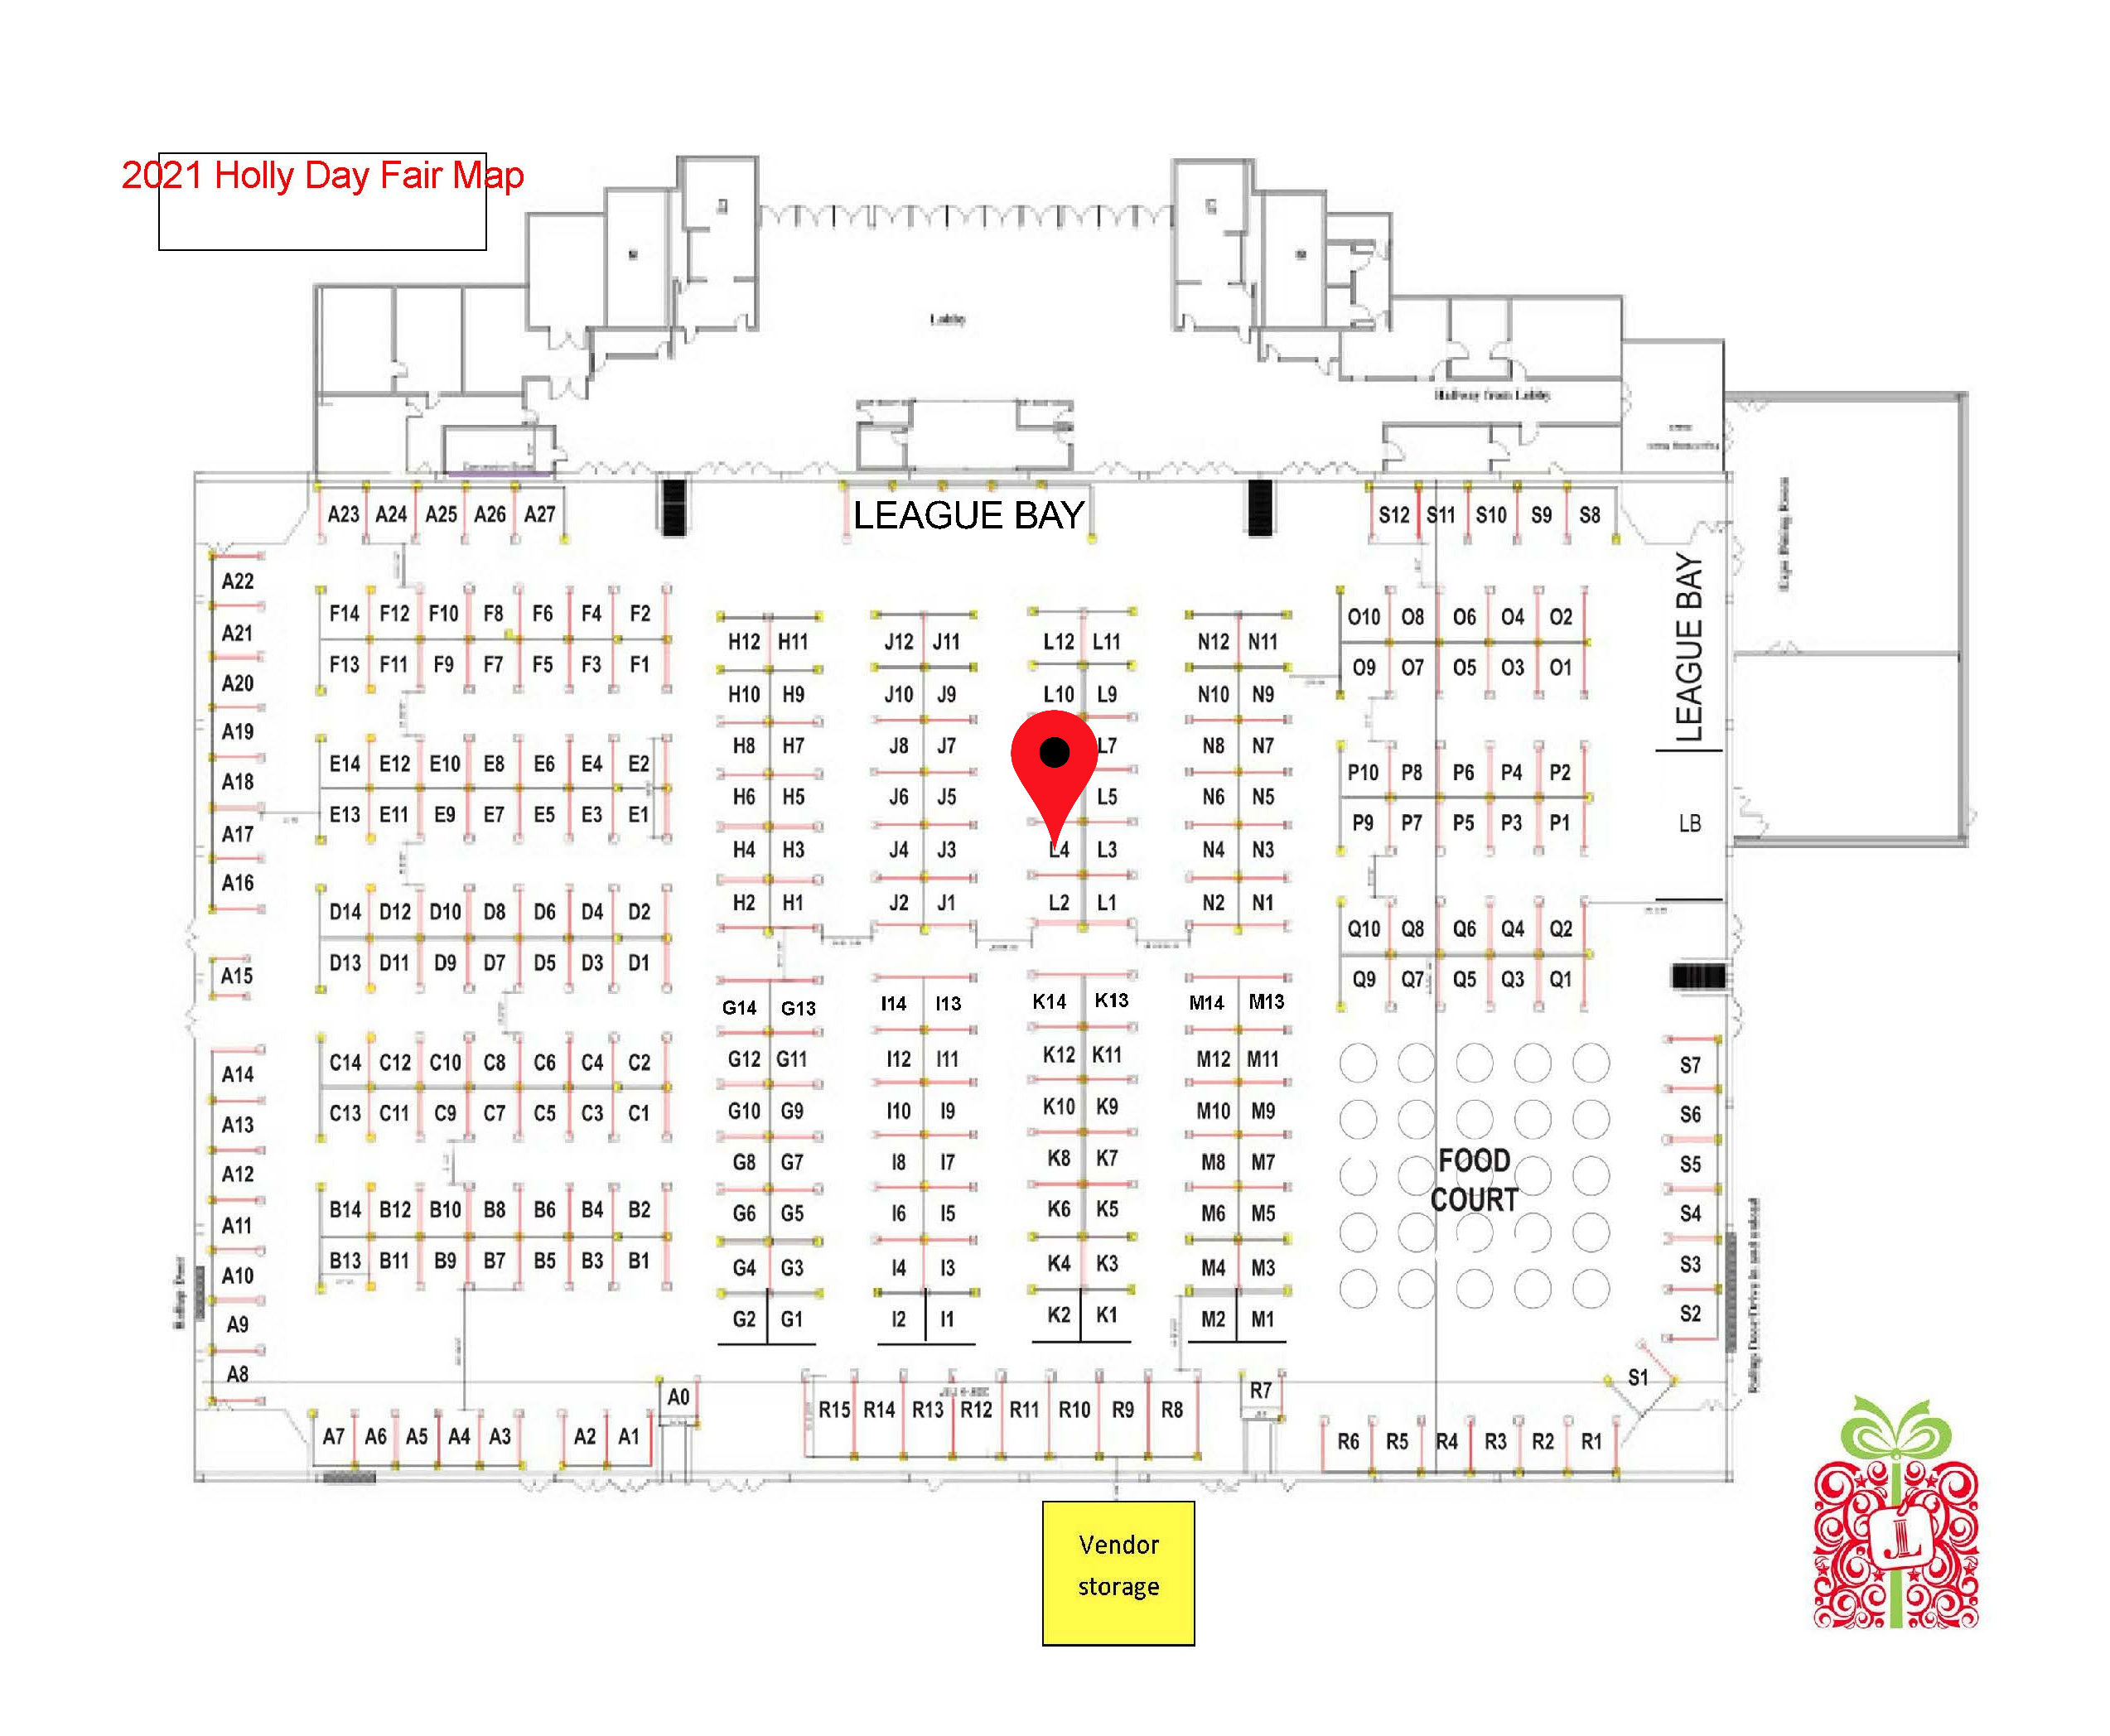 2021 Holly Day Fair Map
Lobby
Hallway from Lobby
LEAGUE BAY
A23 A24 A25 A26 A27
S12 S11 S10 S9 S8
A22
F14 F12 F10 F8 F6 F4 F2
O10 O8 O6 O4 O2
A21
H12 H11 J12 J11 L12 L11 N12 N11
LEAGUE BAY
F13 F11 F9 F7 F5 F3 F1
O9 O7 O5 O3 O1
A20
H10 H9 J10 J9 L10 L9 N10 N9
A19
H8 H7 J8 J7 L7 N8 N7
E14 E12 E10 E8 E6 E4 E2
P10 P8 P6 P4 P2
A18
H6 H5 J6 J5 L5 N6 N5
E13 E11 E9 E7 E5 E3 E1
P9 P7 P5 P3 P1
LB
A17
H4 H3 J4 J3 L4 L3 N4 N3
A16
H2 H1 J2 J1 L2 L1 N2 N1
D14 D12 D10 D8 D6 D4 D2
Q10 Q8 Q6 Q4 Q2
D13 D11 D9 D7 D5 D3 D1
A15
Q9 Q7 Q5 Q3 Q1
G14 G13 I14 I13 K14 K13 M14 M13
C14 C12 C10 C8 C6 C4 C2
G12 G11 I12 I11 K12 K11 M12 M11
S7
A14
C13 C11 C9 C7 C5 C3 C1
G10 G9 I10 I9 K10 K9 M10 M9
S6
A13
G8 G7 I8 I7 K8 K7 M8 M7
FOOD
COURT
S5
A12
B14 B12 B10 B8 B6 B4 B2
G6 G5 I6 I5 K6 K5 M6 M5
S4
A11
B13 B11 B9 B7 B5 B3 B1
G4 G3 I4 I3 K4 K3 M4 M3
S3
A10
G2 G1 I2 I1 K2 K1 M2 M1
S2
A9
A8
S1
A0
R7
R15 R14 R13 R12 R11 R10 R9 R8
A7 A6 A5 A4 A3 A2 A1
R6 R5 R4 R3 R2 R1
Vendor
storage
JL